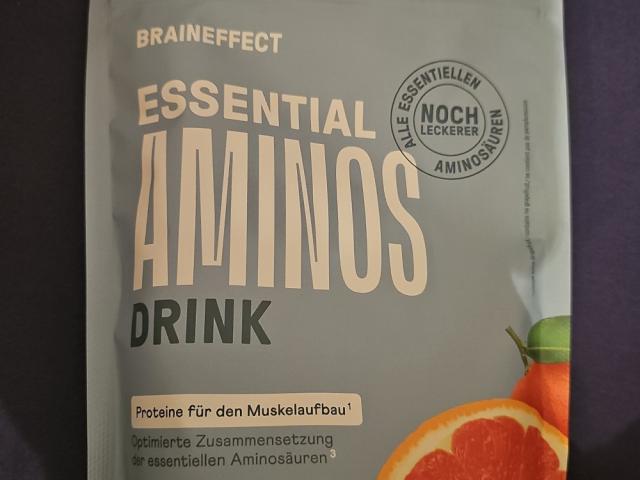 BRAINEFFECT
ESSENTIAL
AMINOS
DRINK
ALLE ESSENTIELLEN
NOCH
LECKERER
AMINOSÄUREN
Proteine für den Muskelaufbau¹
Optimierte Zusammensetzung
der essentiellen Aminosäuren³